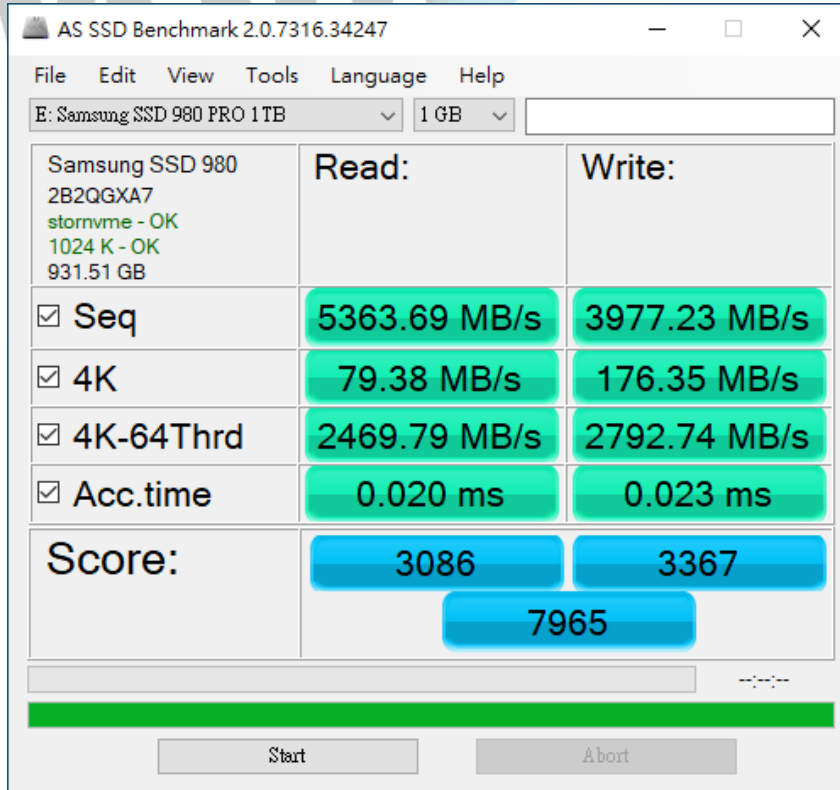 AS SSD Benchmark 2.0.7316.34247
File Edit View Tools Language Help
E: Samsung SSD 980 PRO 1TB 1 GB
Samsung SSD 980
2B2QGXA7
stornvme - OK
1024 K - OK
931.51 GB
Read: Write:
Seq 5363.69 MB/s 3977.23 MB/s
4K 79.38 MB/s 176.35 MB/s
4K-64Thrd 2469.79 MB/s 2792.74 MB/s
Acc.time 0.020 ms 0.023 ms
Score: 3086 3367
7965
--:--:--
Start Abort